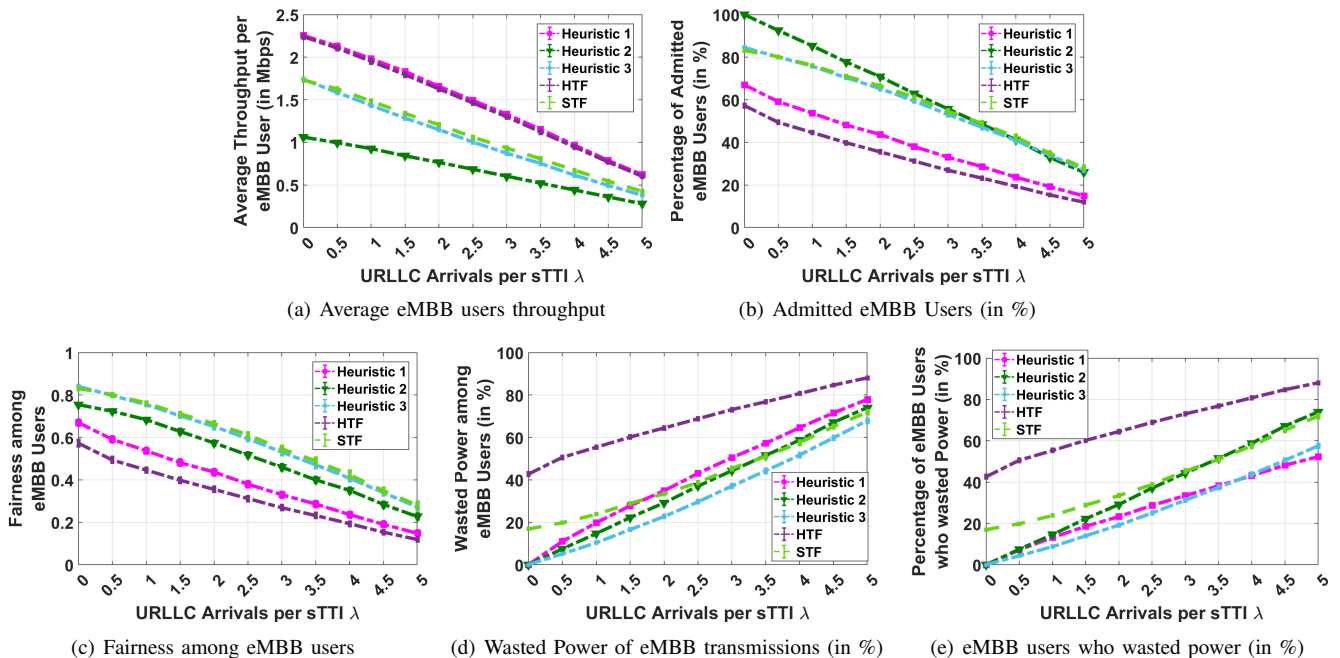 2.5
2
1.5
1
0.5
0
Average Throughput per
eMBB User (in Mbps)
Heuristic 1
Heuristic 2
Heuristic 3
HTF
STF
0 0.5 1 1.5 2 2.5 3 3.5 4 4.5 5
URLLC Arrivals per sTTI λ
(a) Average eMBB users throughput
100
80
60
40
20
0
Percentage of Admitted
eMBB Users (in %)
Heuristic 1
Heuristic 2
Heuristic 3
HTF
STF
0 0.5 1 1.5 2 2.5 3 3.5 4 4.5 5
URLLC Arrivals per sTTI λ
(b) Admitted eMBB Users (in %)
1
0.8
0.6
0.4
0.2
0
Fairness among
eMBB Users
Heuristic 1
Heuristic 2
Heuristic 3
HTF
STF
0 0.5 1 1.5 2 2.5 3 3.5 4 4.5 5
URLLC Arrivals per sTTI λ
(c) Fairness among eMBB users
100
80
60
40
20
0
Wasted Power among
eMBB Users (in %)
Heuristic 1
Heuristic 2
Heuristic 3
HTF
STF
0 0.5 1 1.5 2 2.5 3 3.5 4 4.5 5
URLLC Arrivals per sTTI λ
(d) Wasted Power of eMBB transmissions (in %)
100
80
60
40
20
0
Percentage of eMBB Users
who wasted Power (in %)
Heuristic 1
Heuristic 2
Heuristic 3
HTF
STF
0 0.5 1 1.5 2 2.5 3 3.5 4 4.5 5
URLLC Arrivals per sTTI λ
(e) eMBB users who wasted power (in %)